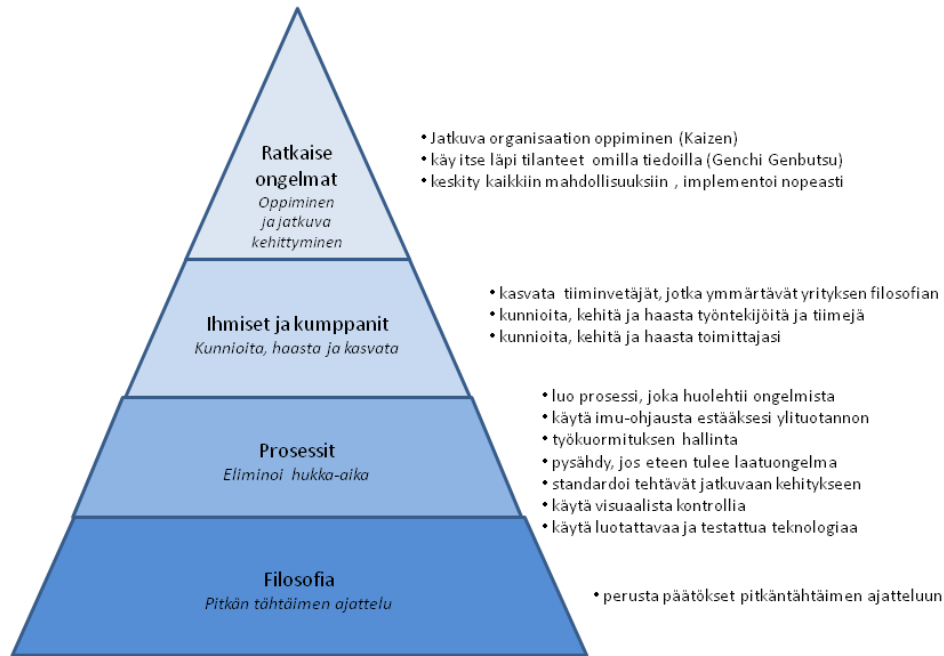 Ratkaise
ongelmat
Oppiminen
ja jatkuva
kehittyminen
• Jatkuva organisaation oppiminen (Kaizen)
• käy itse läpi tilanteet omilla tiedoilla (Genchi Genbutsu)
• keskity kaikkiin mahdollisuuksiin , implementoi nopeasti
Ihmiset ja kumppanit
Kunnioita, haasta ja kasvata
• kasvata tiiminvetäjät, jotka ymmärtävät yrityksen filosofian
• kunnioita, kehitä ja haasta työntekijöitä ja tiimejä
• kunnioita, kehitä ja haasta toimittajasi
Prosessit
Eliminoi hukka-aika
• luo prosessi, joka huolehtii ongelmista
• käytä imu-ohjausta estääksesi ylituotannon
• työkuormituksen hallinta
• pysähdy, jos eteen tulee laatuongelma
• standardoi tehtävät jatkuvaan kehitykseen
• käytä visuaalista kontrollia
• käytä luotattavaa ja testattua teknologiaa
Filosofia
Pitkän tähtäimen ajattelu
• perusta päätökset pitkäntähtäimen ajatteluun